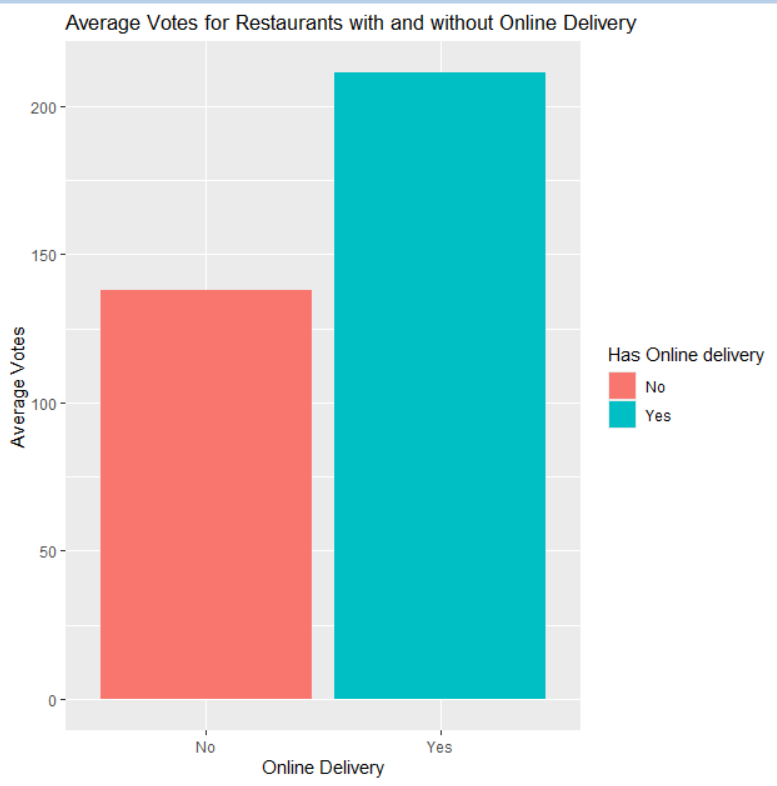 Average Votes for Restaurants with and without Online Delivery
Average Votes
200
150
100
50
0
No
Yes
Online Delivery
Has Online delivery
No
Yes